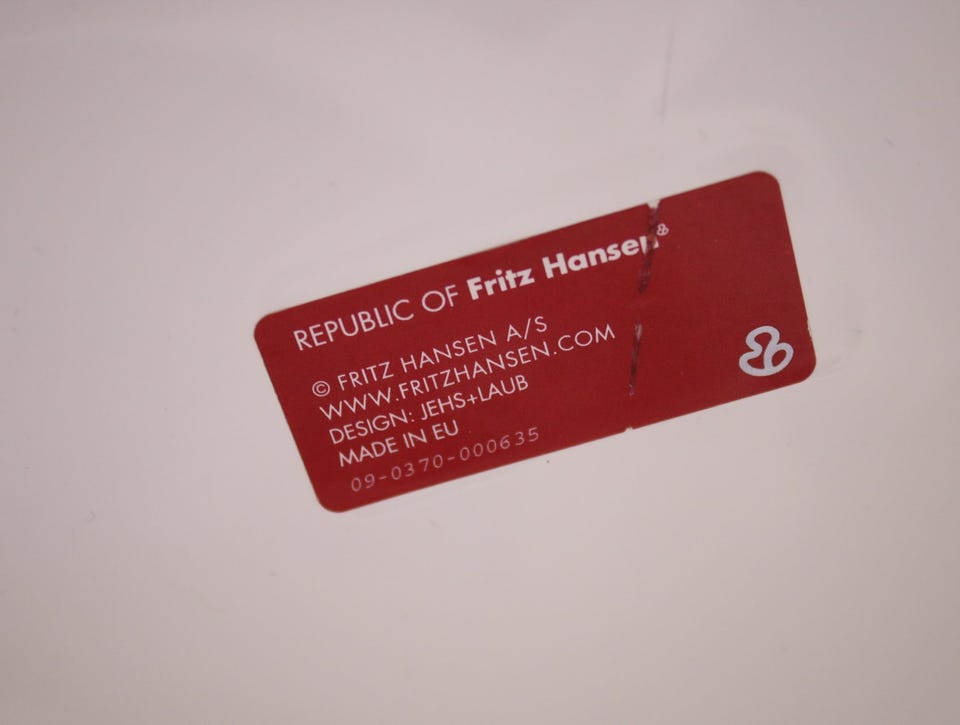 REPUBLIC OF Fritz Hansen
© FRITZ HANSEN A/S
WWW.FRITZHANSEN.COM
DESIGN: JEHS+LAUB
MADE IN EU
09-0370-000635